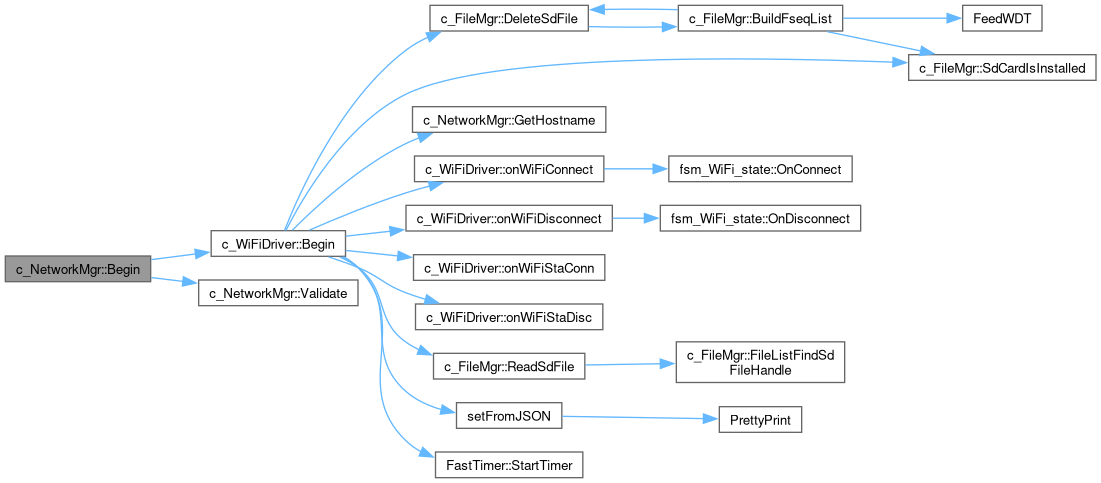 c_FileMgr::DeleteSdFile
c_FileMgr::BuildFseqList
FeedWDT
c_FileMgr::SdCardIsInstalled
c_NetworkMgr::GetHostname
c_WiFiDriver::onWiFiConnect
fsm_WiFi_state::OnConnect
c_WiFiDriver::onWiFiDisconnect
fsm_WiFi_state::OnDisconnect
c_WiFiDriver::Begin
c_NetworkMgr::Begin
c_WiFiDriver::onWiFiStaConn
c_NetworkMgr::Validate
c_WiFiDriver::onWiFiStaDisc
c_FileMgr::ReadSdFile
c_FileMgr::FileListFindSd
FileHandle
setFromJSON
PrettyPrint
FastTimer::StartTimer